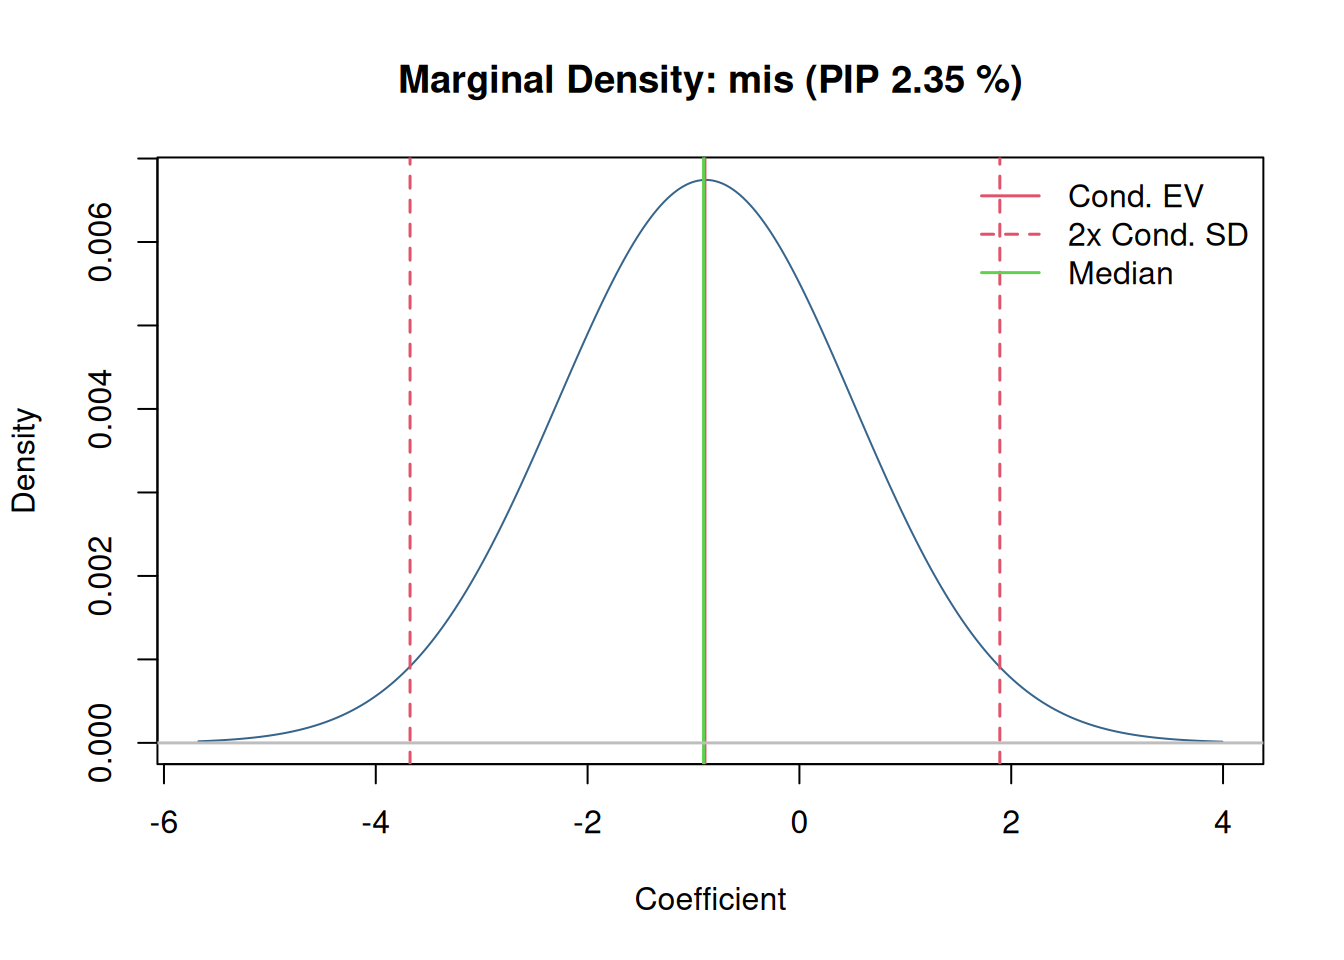 Marginal Density: mis (PIP 2.35 %)
Cond. EV
2x Cond. SD
Median
Density
0.006
0.004
0.002
0.000
-6 -4 -2 0 2 4
Coefficient